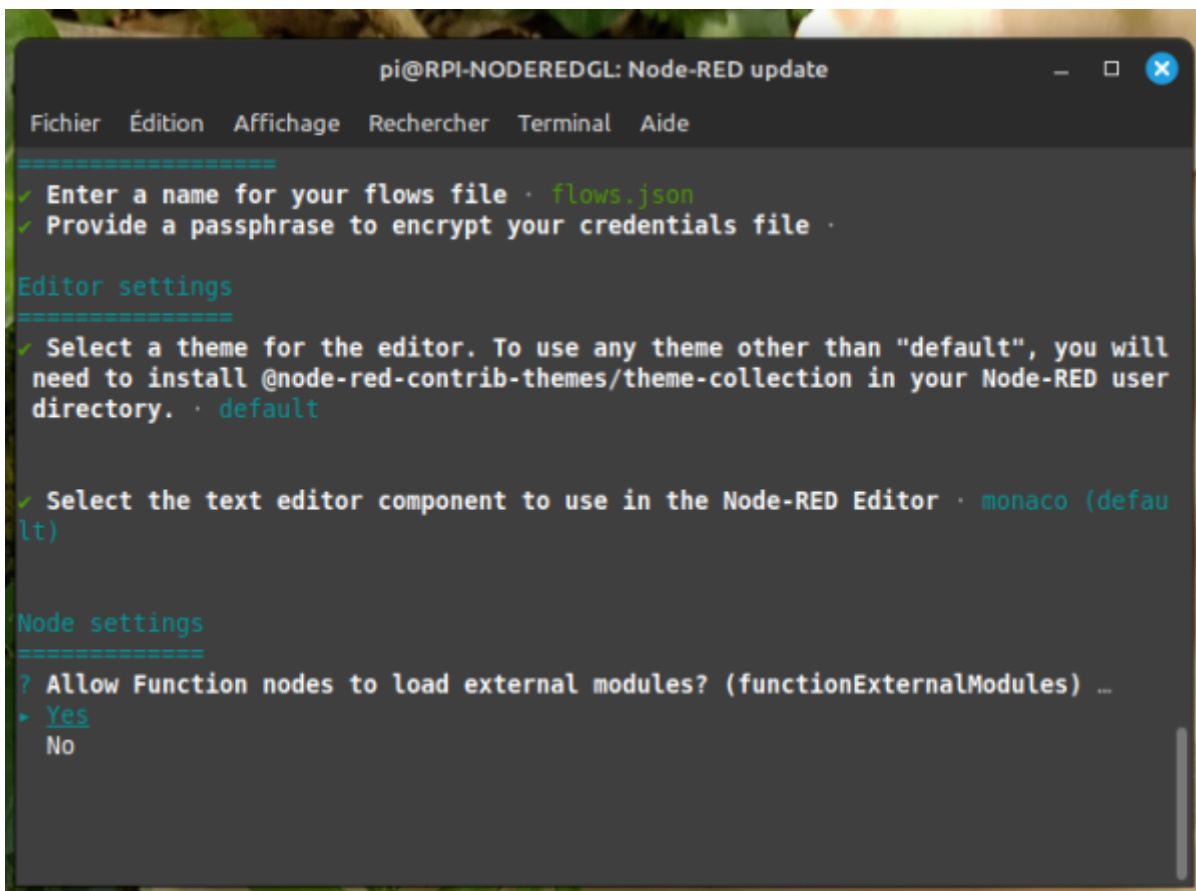 pi@RPI-NODEREDGL: Node-RED update
Fichier Édition Affichage Rechercher Terminal Aide
==================
✔ Enter a name for your flows file · flows.json
✔ Provide a passphrase to encrypt your credentials file ·
Editor settings
===============
✔ Select a theme for the editor. To use any theme other than "default", you will
need to install @node-red-contrib-themes/theme-collection in your Node-RED user
directory. · default
✔ Select the text editor component to use in the Node-RED Editor · monaco (defau
lt)
Node settings
=============
? Allow Function nodes to load external modules? (functionExternalModules) …
▸ Yes
No